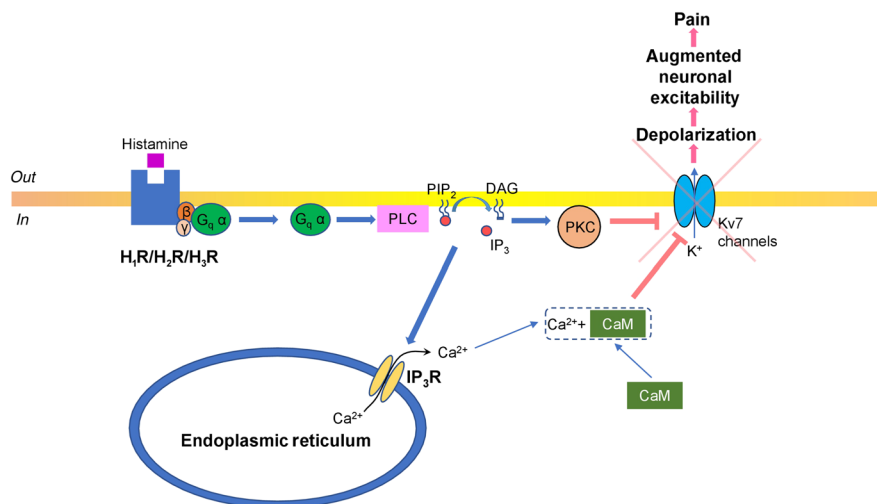 Pain
Augmented
neuronal
excitability
Depolarization
Histamine
Out
In
PIP₂
DAG
β
γ
Gq α
Gq α
PLC
IP₃
PKC
Kv7
channels
K⁺
H₁R/H₂R/H₃R
Ca²⁺+
CaM
Ca²⁺
IP₃R
CaM
Ca²⁺
Endoplasmic reticulum